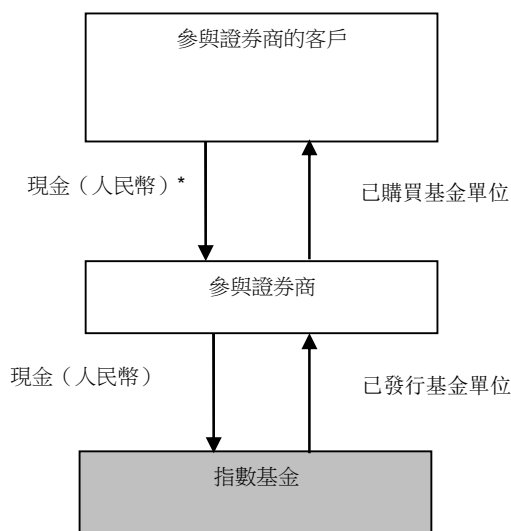 參與證券商的客戶
現金（人民幣）*
已購買基金單位
參與證券商
現金（人民幣）
已發行基金單位
指數基金